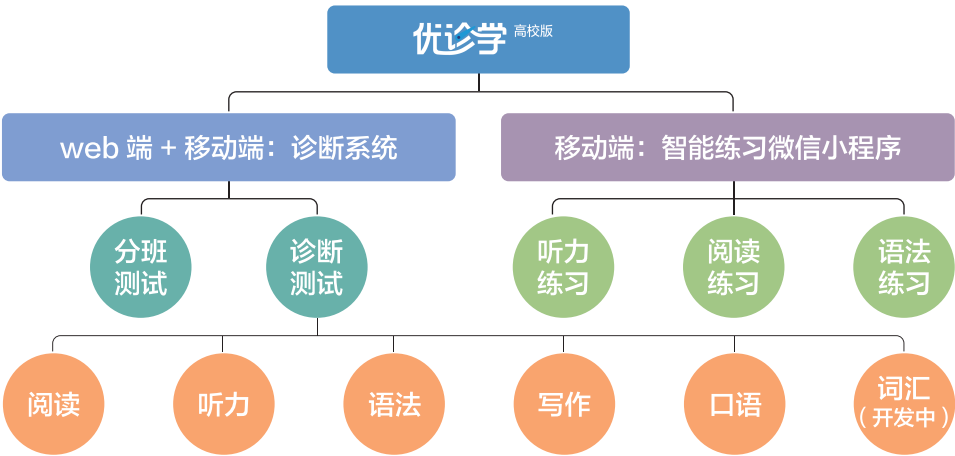 优诊学 高校版
web 端 + 移动端：诊断系统
移动端：智能练习微信小程序
分班
测试
诊断
测试
听力
练习
阅读
练习
语法
练习
阅读
听力
语法
写作
口语
词汇
（开发中）